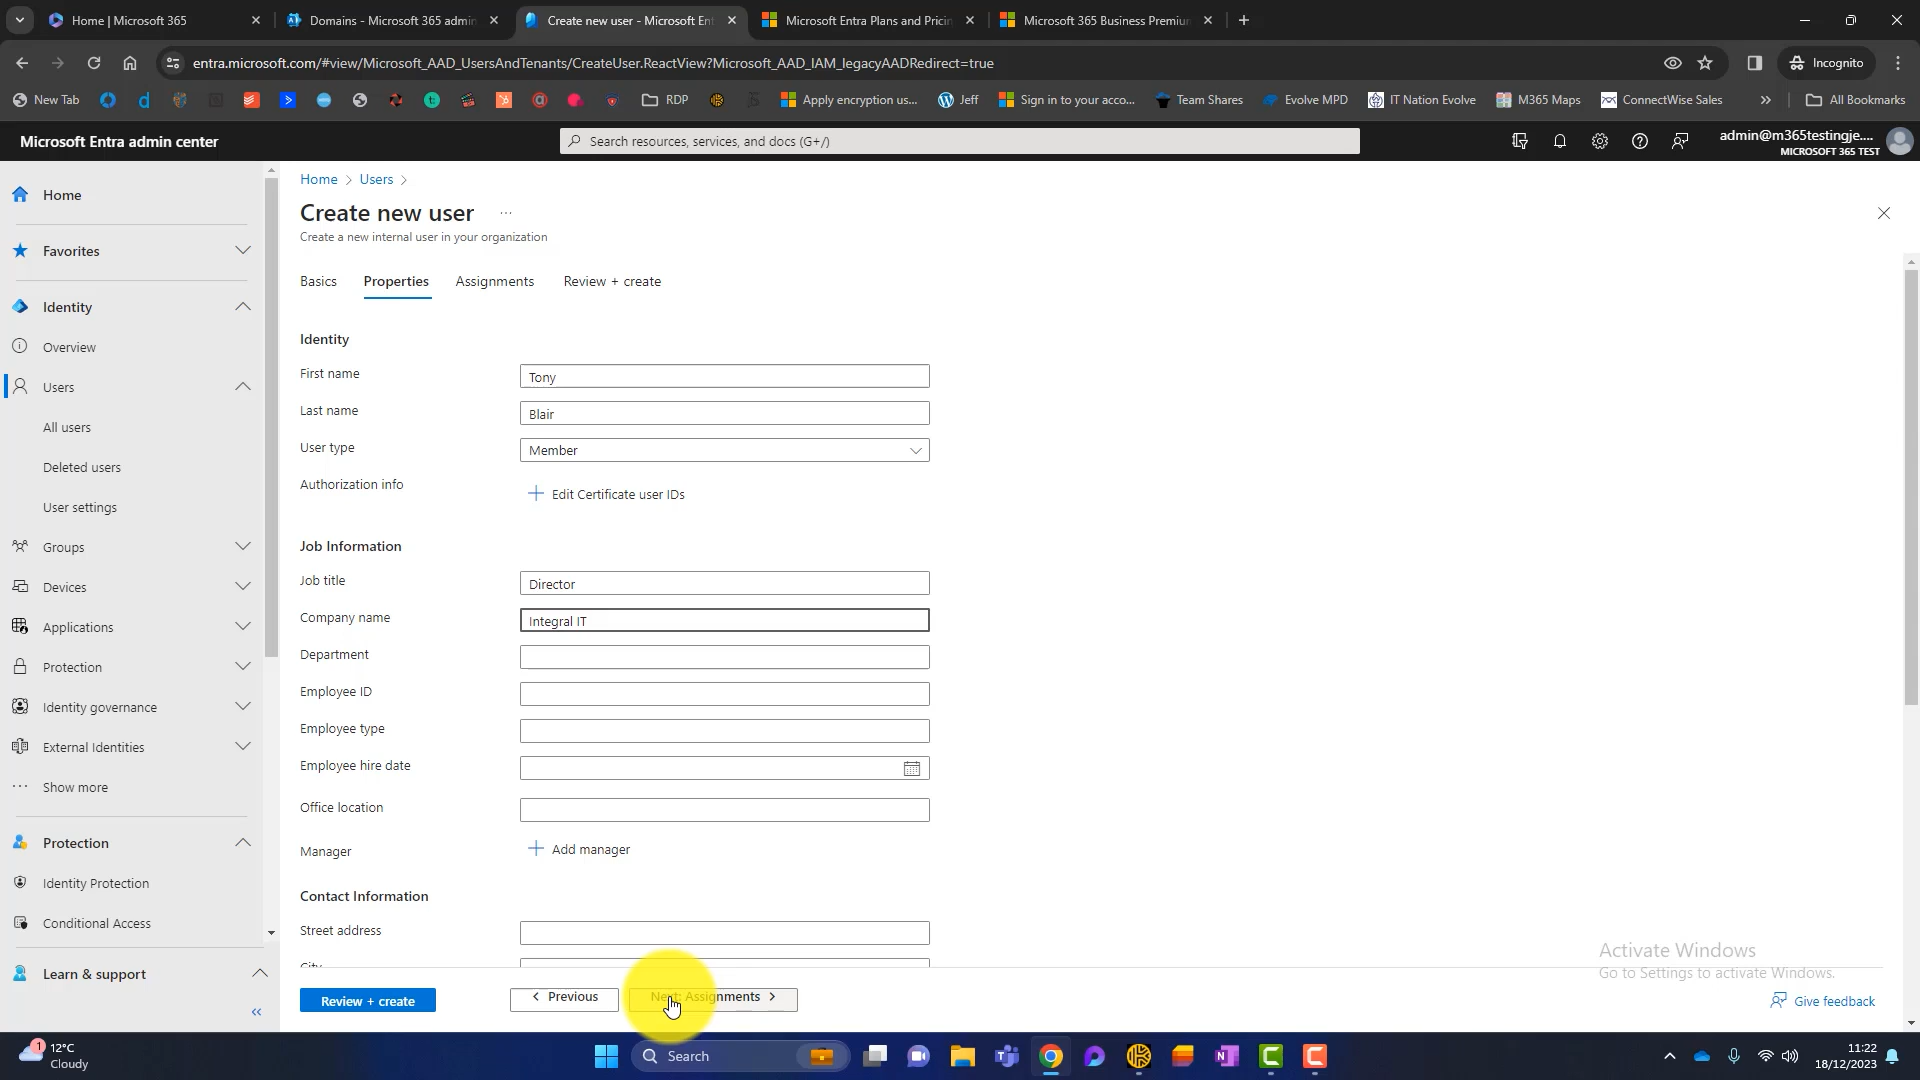 Home | Microsoft 365
Domains - Microsoft 365 admin
Create new user - Microsoft Ent
Microsoft Entra Plans and Pricin
Microsoft 365 Business Premium
entra.microsoft.com/#view/Microsoft_AAD_UsersAndTenants/CreateUser.ReactView?Microsoft_AAD_IAM_legacyAADRedirect=true
Incognito
New Tab
RDP
Apply encryption us...
Jeff
Sign in to your acco...
Team Shares
Evolve MPD
IT Nation Evolve
M365 Maps
ConnectWise Sales
All Bookmarks
Microsoft Entra admin center
Search resources, services, and docs (G+/)
admin@m365testingje....
MICROSOFT 365 TEST
Home
Favorites
Identity
Overview
Users
All users
Deleted users
User settings
Groups
Devices
Applications
Protection
Identity governance
External Identities
Show more
Protection
Identity Protection
Conditional Access
Learn & support
Home > Users >
Create new user ...
Create a new internal user in your organization
Basics Properties Assignments Review + create
Identity
First name Tony
Last name Blair
User type Member
Authorization info + Edit Certificate user IDs
Job Information
Job title Director
Company name Integral IT
Department
Employee ID
Employee type
Employee hire date
Office location
Manager + Add manager
Contact Information
Street address
City
Review + create
< Previous
Next: Assignments >
Activate Windows
Go to Settings to activate Windows.
Give feedback
1
12°C
Cloudy
Search
11:22
18/12/2023